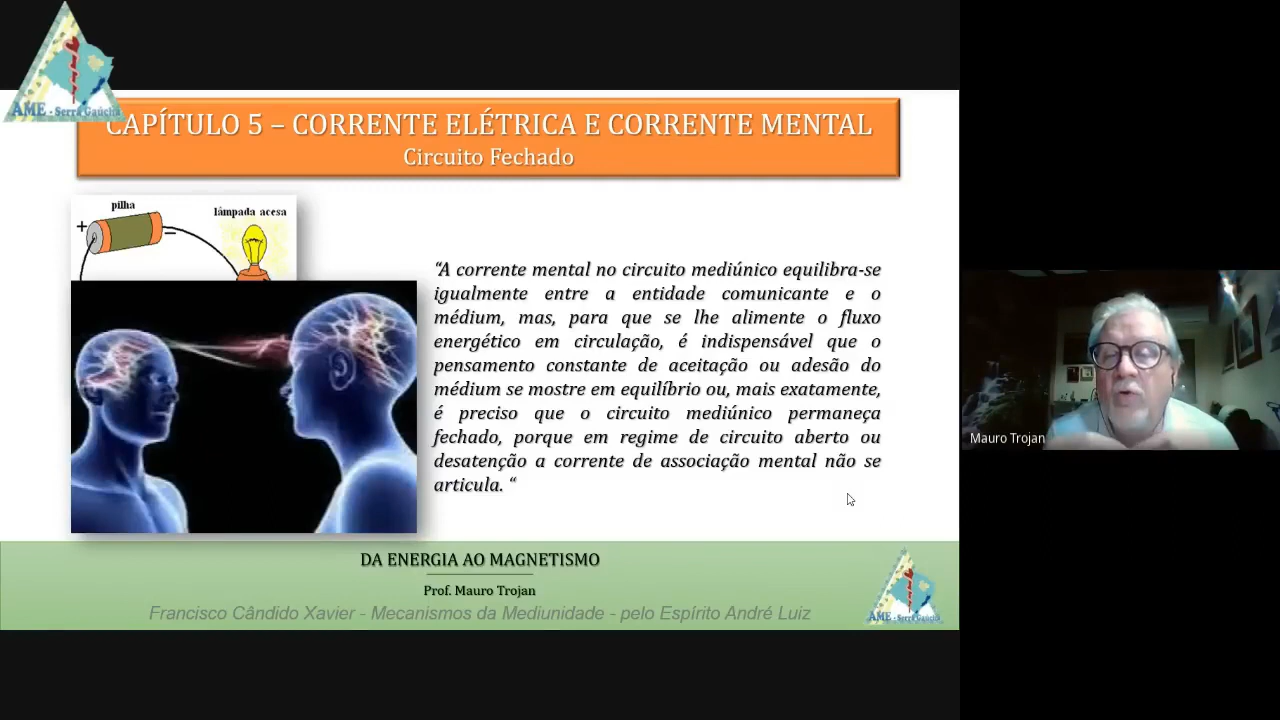 AME - Serra Gaúcha
CAPÍTULO 5 – CORRENTE ELÉTRICA E CORRENTE MENTAL
Circuito Fechado
pilha
lâmpada acesa
+
–
“A corrente mental no circuito mediúnico equilibra-se
igualmente entre a entidade comunicante e o
médium, mas, para que se lhe alimente o fluxo
energético em circulação, é indispensável que o
pensamento constante de aceitação ou adesão do
médium se mostre em equilíbrio ou, mais exatamente,
é preciso que o circuito mediúnico permaneça
fechado, porque em regime de circuito aberto ou
desatenção a corrente de associação mental não se
articula. “
Mauro Trojan
DA ENERGIA AO MAGNETISMO
Prof. Mauro Trojan
Francisco Cândido Xavier - Mecanismos da Mediunidade - pelo Espírito André Luiz
AME - Serra Gaúcha